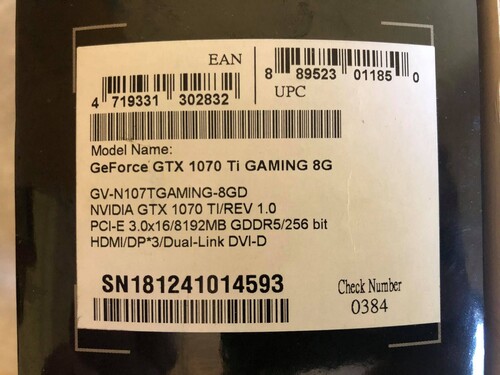 EAN
4 719331 302832
8 89523 01185 0
UPC
Model Name:
GeForce GTX 1070 Ti GAMING 8G
GV-N107TGAMING-8GD
NVIDIA GTX 1070 TI/REV 1.0
PCI-E 3.0x16/8192MB GDDR5/256 bit
HDMI/DP*3/Dual-Link DVI-D
SN181241014593
Check Number
0384